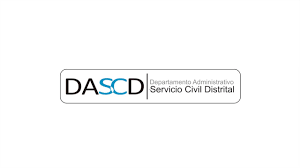 DASCD
Departamento Administrativo
Servicio Civil Distrital